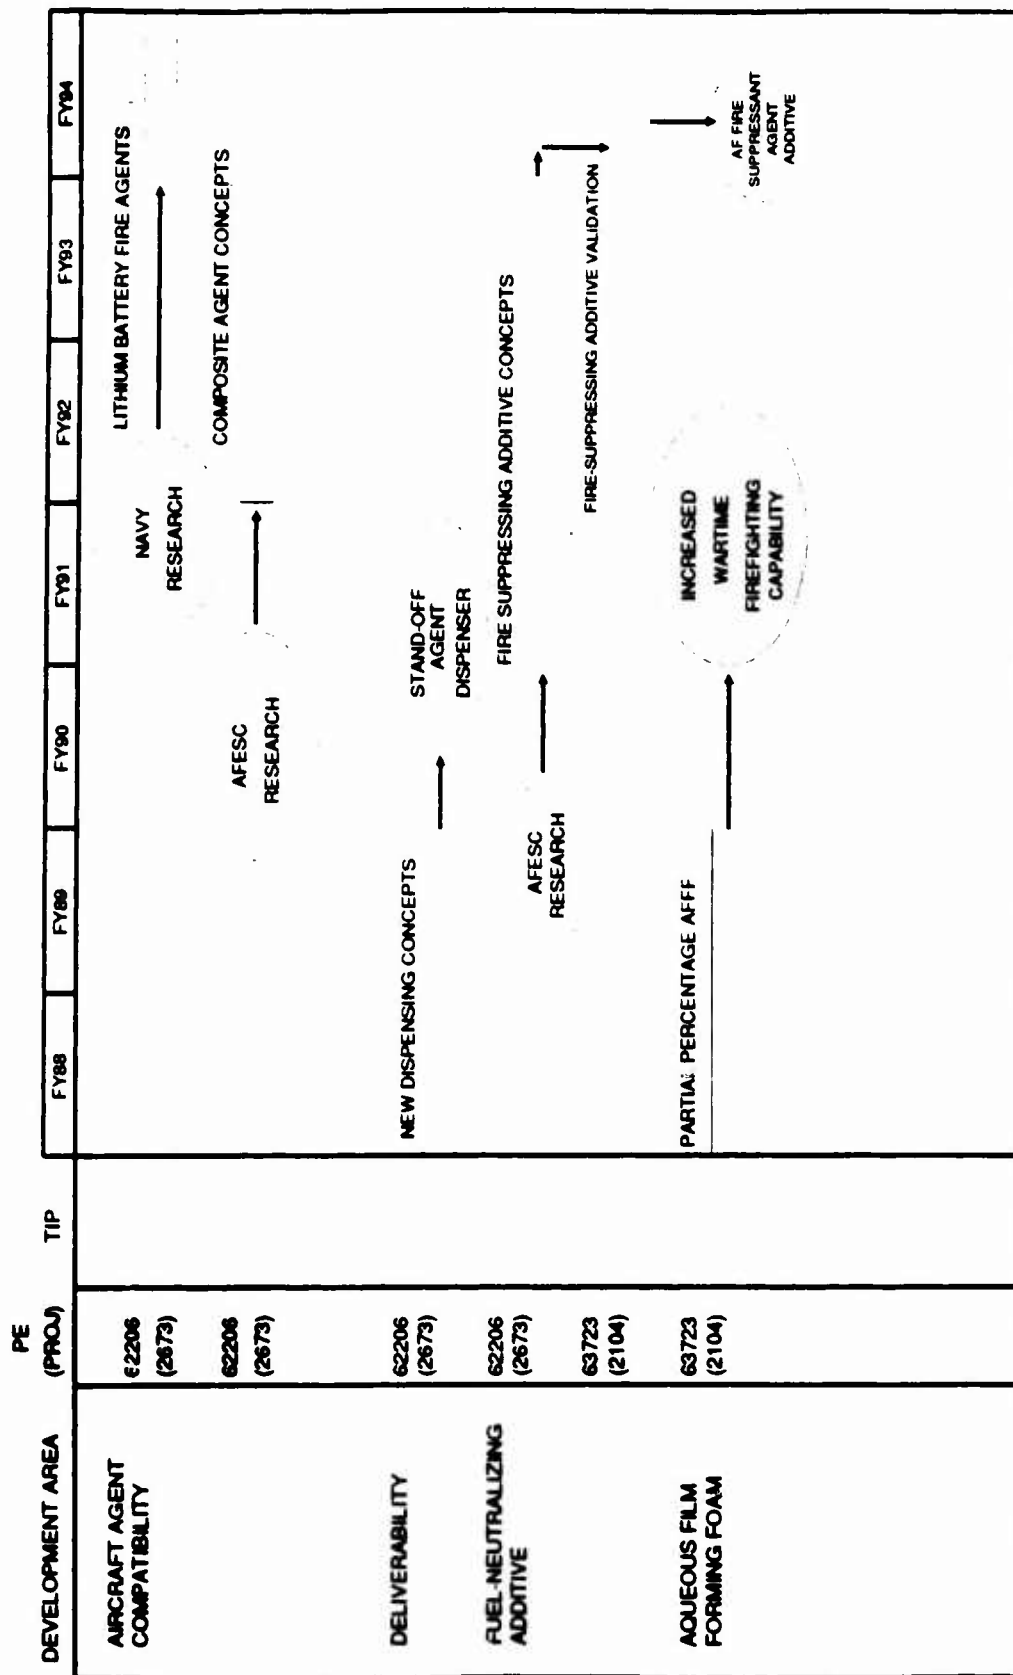 PE
DEVELOPMENT AREA (PROJ) TIP FY88 FY89 FY90 FY91 FY92 FY93 FY94
AIRCRAFT AGENT
COMPATIBILITY
62206
(2673)
NAVY
RESEARCH
LITHIUM BATTERY FIRE AGENTS
62206
(2673)
AFESC
RESEARCH
COMPOSITE AGENT CONCEPTS
DELIVERABILITY
62206
(2673)
NEW DISPENSING CONCEPTS
STAND-OFF
AGENT
DISPENSER
FUEL-NEUTRALIZING
ADDITIVE
62206
(2673)
AFESC
RESEARCH
FIRE SUPPRESSING ADDITIVE CONCEPTS
63723
(2104)
FIRE-SUPPRESSING ADDITIVE VALIDATION
AQUEOUS FILM
FORMING FOAM
63723
(2104)
PARTIAL PERCENTAGE AFFF
INCREASED
WARTIME
FIREFIGHTING
CAPABILITY
AF FIRE
SUPPRESSANT
AGENT
ADDITIVE